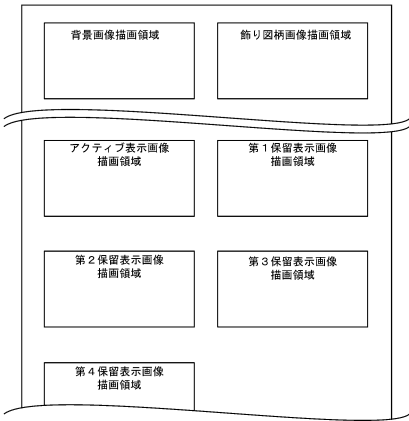 背景画像描画領域
飾り図柄画像描画領域
アクティブ表示画像
描画領域
第１保留表示画像
描画領域
第２保留表示画像
描画領域
第３保留表示画像
描画領域
第４保留表示画像
描画領域